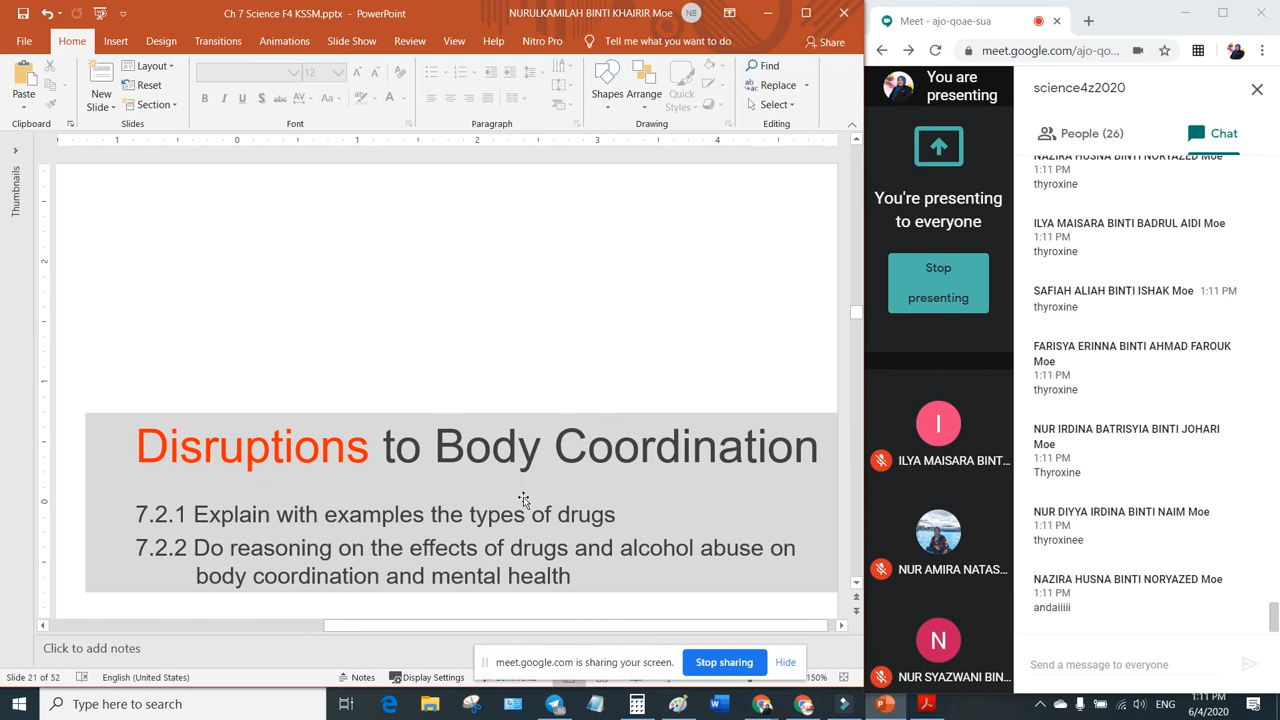 Ch 7 Science F4 KSSM.pptx - PowerPoint
NURULKAMILAH BINTI KHIRIR Moe
NB
File Home Insert Draw Design Transitions Animations Slide Show Review View Help Nitro Pro Tell me what you want to do Share
Paste
New
Slide
Layout
Reset
Section
Shapes Arrange Quick
Styles
Find
Replace
Select
Clipboard Slides Font Paragraph Drawing Editing
Thumbnails
Disruptions to Body Coordination
7.2.1 Explain with examples the types of drugs
7.2.2 Do reasoning on the effects of drugs and alcohol abuse on
body coordination and mental health
Click to add notes
meet.google.com is sharing your screen.
Stop sharing
Hide
Slide 21 of 52 English (United States) Notes Display Settings 150%
Type here to search
Meet - ajo-qoae-sua
meet.google.com/ajo-qo...
You are
presenting
You're presenting
to everyone
Stop
presenting
ILYA MAISARA BINT...
NUR AMIRA NATAS...
N
NUR SYAZWANI BIN...
science4z2020
People (26)
Chat
NAZIRA HUSNA BINTI NORYAZED Moe
1:11 PM
thyroxine
ILYA MAISARA BINTI BADRUL AIDI Moe
1:11 PM
thyroxine
SAFIAH ALIAH BINTI ISHAK Moe 1:11 PM
thyroxine
FARISYA ERINNA BINTI AHMAD FAROUK
Moe
1:11 PM
thyroxine
NUR IRDINA BATRISYIA BINTI JOHARI
Moe
1:11 PM
Thyroxine
NUR DIYYA IRDINA BINTI NAIM Moe
1:11 PM
thyroxinee
NAZIRA HUSNA BINTI NORYAZED Moe
1:11 PM
andaiiiii
Send a message to everyone
1:11 PM
6/4/2020